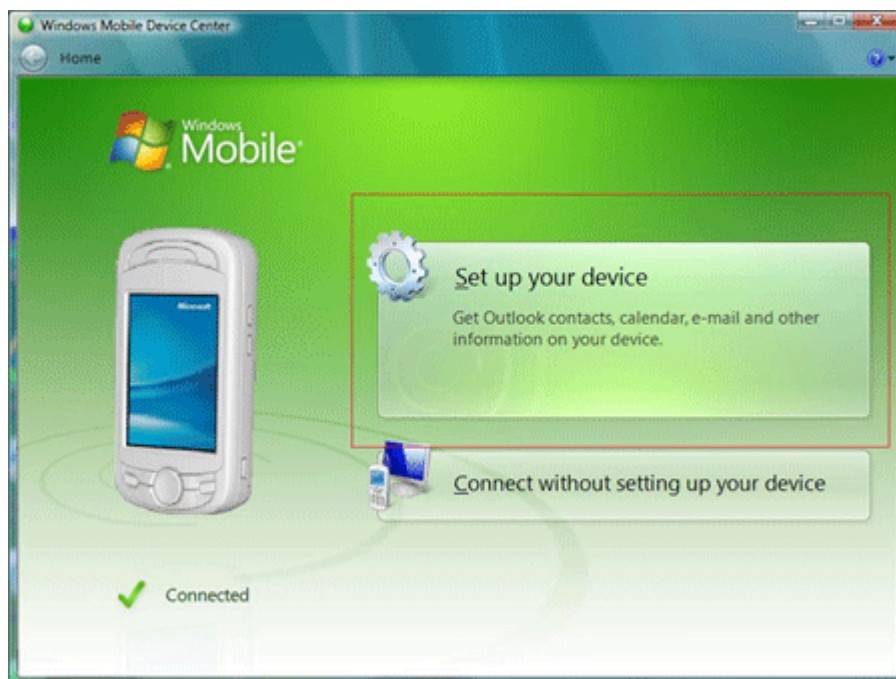 Windows Mobile Device Center
Home
Windows
Mobile
Microsoft
Set up your device
Get Outlook contacts, calendar, e-mail and other
information on your device.
Connect without setting up your device
Connected